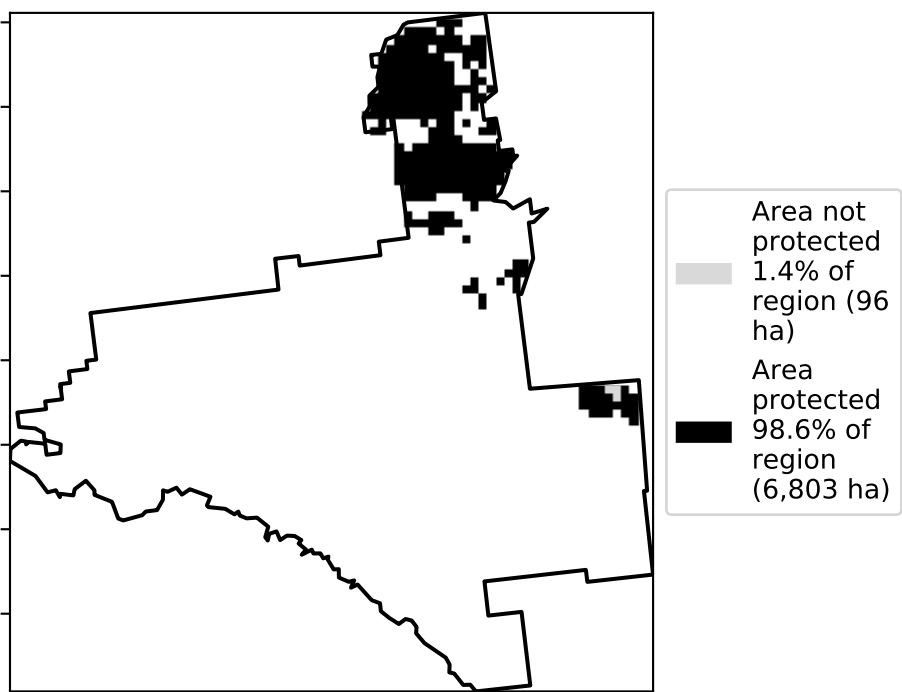 Area not
protected
1.4% of
region (96
ha)
Area
protected
98.6% of
region
(6,803 ha)